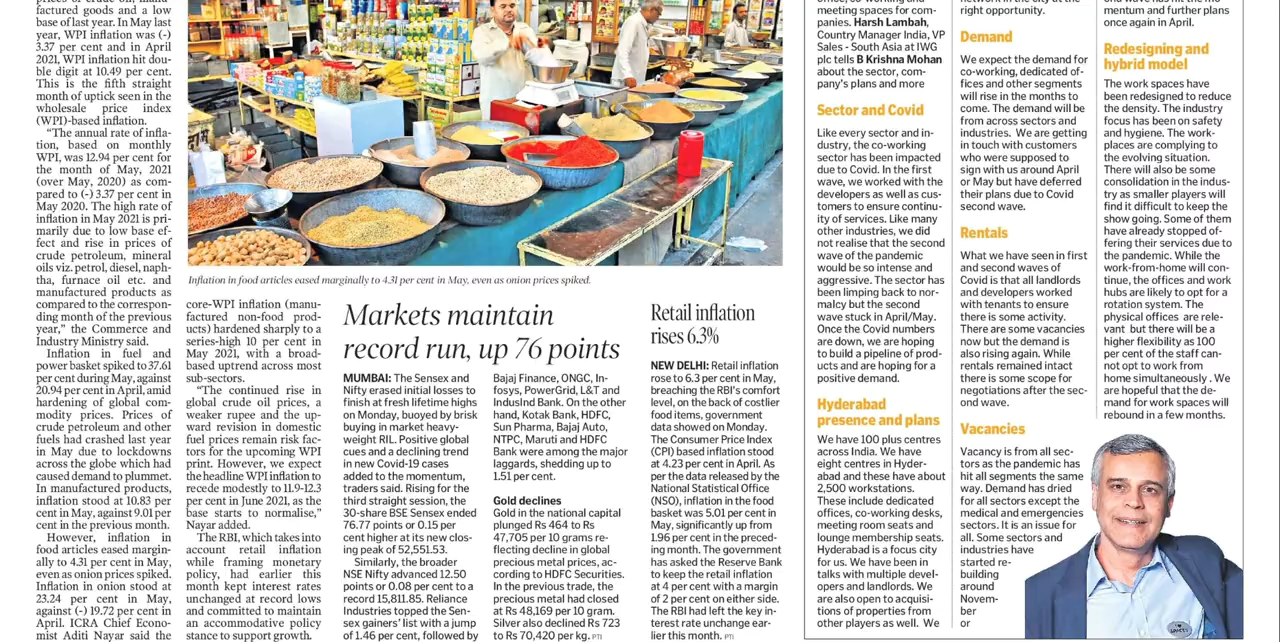 prices of crude oil, manu-
factured goods and a low
base of last year. In May last
year, WPI inflation was (-)
3.37 per cent and in April
2021, WPI inflation hit dou-
ble digit at 10.49 per cent.
This is the fifth straight
month of uptick seen in the
wholesale price index
(WPI)-based inflation.
“The annual rate of infla-
tion, based on monthly
WPI, was 12.94 per cent for
the month of May, 2021
(over May, 2020) as com-
pared to (-) 3.37 per cent in
May 2020. The high rate of
inflation in May 2021 is pri-
marily due to low base ef-
fect and rise in prices of
crude petroleum, mineral
oils viz. petrol, diesel, naph-
tha, furnace oil etc. and
manufactured products as
compared to the correspon-
ding month of the previous
year,” the Commerce and
Industry Ministry said.
Inflation in fuel and
power basket spiked to 37.61
per cent during May, against
20.94 per cent in April, amid
hardening of global com-
modity prices. Prices of
crude petroleum and other
fuels had crashed last year
in May due to lockdowns
across the globe which had
caused demand to plummet.
In manufactured products,
inflation stood at 10.83 per
cent in May, against 9.01 per
cent in the previous month.
However, inflation in
food articles eased margin-
ally to 4.31 per cent in May,
even as onion prices spiked.
Inflation in onion stood at
23.24 per cent in May,
against (-) 19.72 per cent in
April. ICRA Chief Econo-
mist Aditi Nayar said the
Inflation in food articles eased marginally to 4.31 per cent in May, even as onion prices spiked.
core-WPI inflation (manu-
factured non-food prod-
ucts) hardened sharply to a
series-high 10 per cent in
May 2021, with a broad-
based uptrend across most
sub-sectors.
“The continued rise in
global crude oil prices, a
weaker rupee and the up-
ward revision in domestic
fuel prices remain risk fac-
tors for the upcoming WPI
print. However, we expect
the headline WPI inflation to
recede modestly to 11.9-12.3
per cent in June 2021, as the
base starts to normalise,”
Nayar added.
The RBI, which takes into
account retail inflation
while framing monetary
policy, had earlier this
month kept interest rates
unchanged at record lows
and committed to maintain
an accommodative policy
stance to support growth.
Markets maintain
record run, up 76 points
MUMBAI: The Sensex and
Nifty erased initial losses to
finish at fresh lifetime highs
on Monday, buoyed by brisk
buying in market heavy-
weight RIL. Positive global
cues and a declining trend
in new Covid-19 cases
added to the momentum,
traders said. Rising for the
third straight session, the
30-share BSE Sensex ended
76.77 points or 0.15 per
cent higher at its new clos-
ing peak of 52,551.53.
Similarly, the broader
NSE Nifty advanced 12.50
points or 0.08 per cent to a
record 15,811.85. Reliance
Industries topped the Sen-
sex gainers’ list with a jump
of 1.46 per cent, followed by
Bajaj Finance, ONGC, In-
fosys, PowerGrid, L&T and
IndusInd Bank. On the other
hand, Kotak Bank, HDFC,
Sun Pharma, Bajaj Auto,
NTPC, Maruti and HDFC
Bank were among the major
laggards, shedding up to
1.51 per cent.
Gold declines
Gold in the national capital
plunged Rs 464 to Rs
47,705 per 10 grams re-
flecting decline in global
precious metal prices, ac-
cording to HDFC Securities.
In the previous trade, the
precious metal had closed
at Rs 48,169 per 10 gram.
Silver also declined Rs 723
to Rs 70,420 per kg. PTI
Retail inflation
rises 6.3%
NEW DELHI: Retail inflation
rose to 6.3 per cent in May,
breaching the RBI’s comfort
level, on the back of costlier
food items, government
data showed on Monday.
The Consumer Price Index
(CPI) based inflation stood
at 4.23 per cent in April. As
per the data released by the
National Statistical Office
(NSO), inflation in the food
basket was 5.01 per cent in
May, significantly up from
1.96 per cent in the preced-
ing month. The government
has asked the Reserve Bank
to keep the retail inflation
at 4 per cent with a margin
of 2 per cent on either side.
The RBI had left the key in-
terest rate unchange ear-
lier this month. PTI
meeting spaces for com-
panies. Harsh Lambah,
Country Manager India, VP
Sales - South Asia at IWG
plc tells B Krishna Mohan
about the sector, com-
pany’s plans and more
Sector and Covid
Like every sector and in-
dustry, the co-working
sector has been impacted
due to Covid. In the first
wave, we worked with the
developers as well as cus-
tomers to ensure continu-
ity of services. Like many
other industries, we did
not realise that the second
wave of the pandemic
would be so intense and
aggressive. The sector has
been limping back to nor-
malcy but the second
wave stuck in April/May.
Once the Covid numbers
are down, we are hoping
to build a pipeline of prod-
ucts and are hoping for a
positive demand.
Hyderabad
presence and plans
We have 100 plus centres
across India. We have
eight centres in Hyder-
abad and these have about
2,500 workstations.
These include dedicated
offices, co-working desks,
meeting room seats and
lounge membership seats.
Hyderabad is a focus city
for us. We have been in
talks with multiple devel-
opers and landlords. We
are also open to acquisi-
tions of properties from
other players as well. We
network in the city at the
right opportunity.
Demand
We expect the demand for
co-working, dedicated of-
fices and other segments
will rise in the months to
come. The demand will be
from across sectors and
industries. We are getting
in touch with customers
who were supposed to
sign with us around April
or May but have deferred
their plans due to Covid
second wave.
Rentals
What we have seen in first
and second waves of
Covid is that all landlords
and developers worked
with tenants to ensure
there is some activity.
There are some vacancies
now but the demand is
also rising again. While
rentals remained intact
there is some scope for
negotiation after the sec-
ond wave.
Vacancies
Vacancy is from all sec-
tors as the pandemic has
hit all segments the same
way. Demand has dried
for all sectors except the
medical and emergencies
sectors. It is an issue for
all. Some sectors and
industries have
started re-
building
around
Novem-
ber
or
mentum and further plans
once again in April.
Redesigning and
hybrid model
The work spaces have
been redesigned to reduce
the density. The industry
focus has been on safety
and hygiene. The work-
places are complying to
the evolving situation.
There will also be some
consolidation in the indus-
try as smaller players will
find it difficult to keep the
show going. Some of them
have already stopped of-
fering their services due to
the pandemic. While the
work-from-home will con-
tinue, the offices and work
hubs are likely to opt for a
rotation system. The
physical offices are rele-
vant but there will be a
higher flexibility as 100
per cent of the staff can-
not opt to work from
home simultaneously . We
are hopeful that the de-
mand for work spaces will
rebound in a few months.